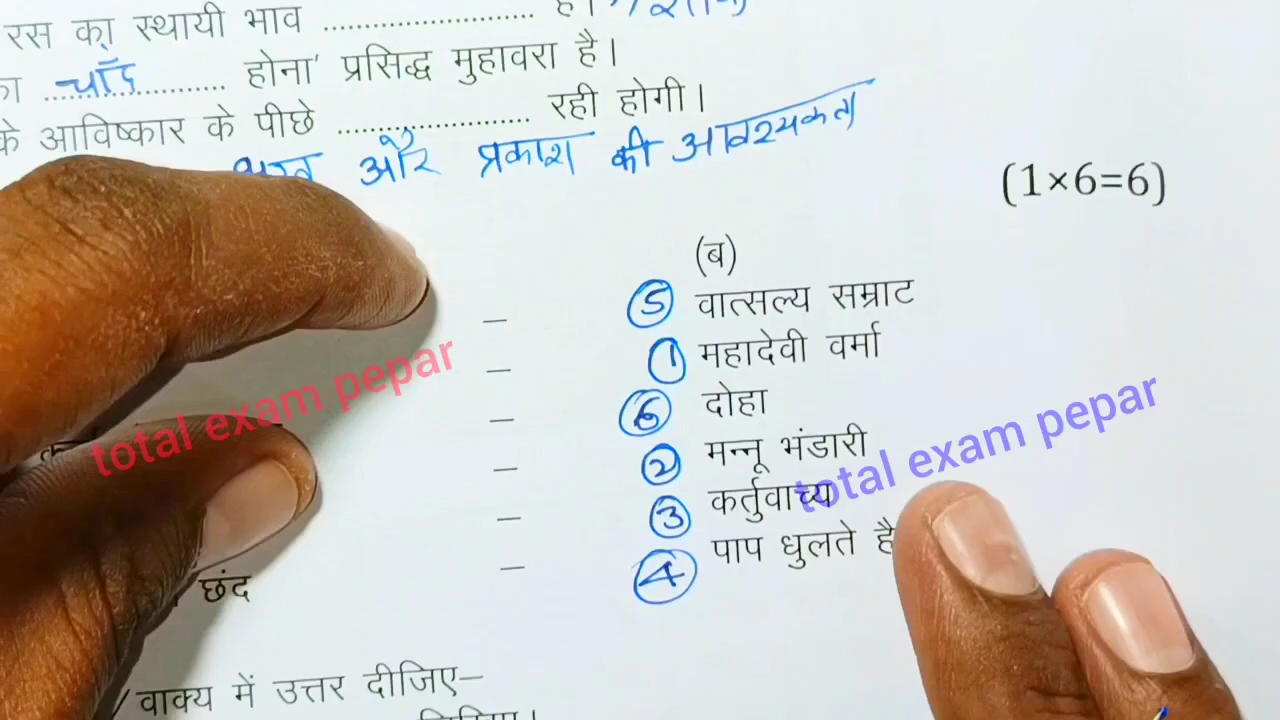 रस का स्थायी भाव ........................ है।
का चाँद होना' प्रसिद्ध मुहावरा है।
के आविष्कार के पीछे ...................... रही होगी।
और प्रकाश की आवश्यकता
(1×6=6)
(ब)
– 5 वात्सल्य सम्राट
– 1 महादेवी वर्मा
– 6 दोहा
– 2 मन्नू भंडारी
– 3 कर्तुवाच्य
– 4 पाप धुलते है
छंद
total exam pepar
total exam pepar
वाक्य में उत्तर दीजिए–